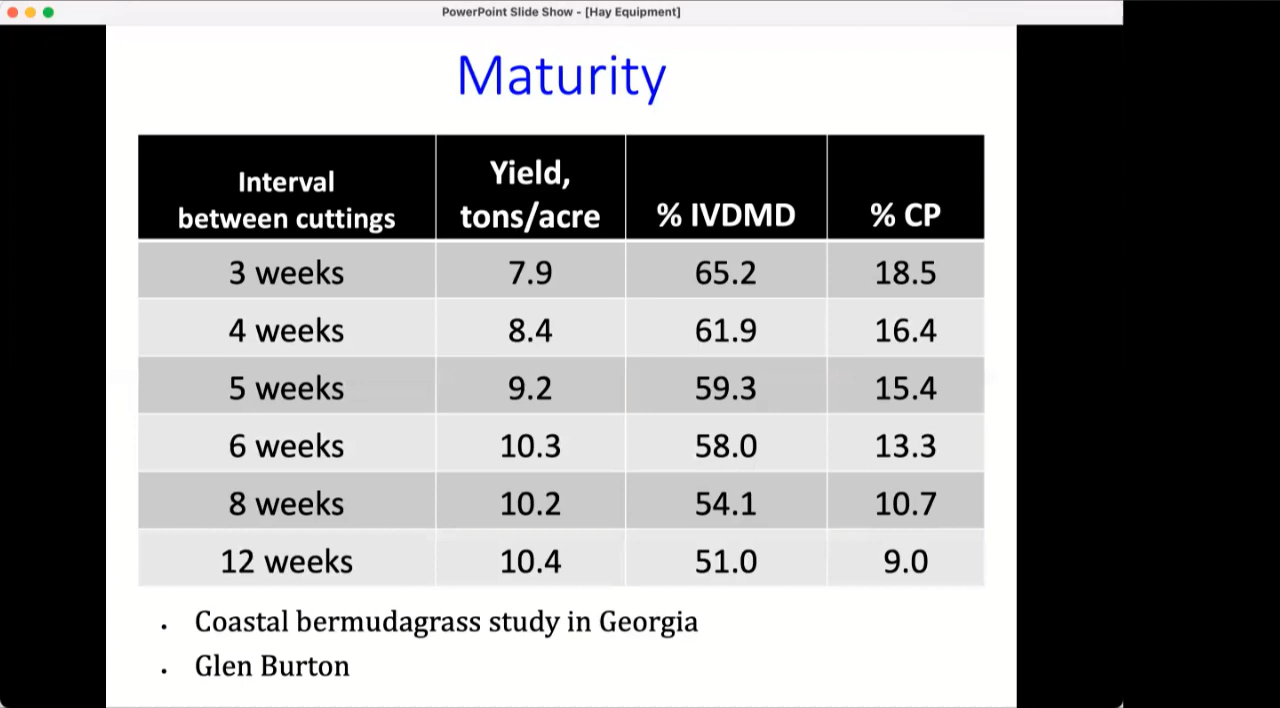 PowerPoint Slide Show - [Hay Equipment]
Maturity
Interval between cuttings Yield, tons/acre % IVDMD % CP
3 weeks 7.9 65.2 18.5
4 weeks 8.4 61.9 16.4
5 weeks 9.2 59.3 15.4
6 weeks 10.3 58.0 13.3
8 weeks 10.2 54.1 10.7
12 weeks 10.4 51.0 9.0
• Coastal bermudagrass study in Georgia
• Glen Burton